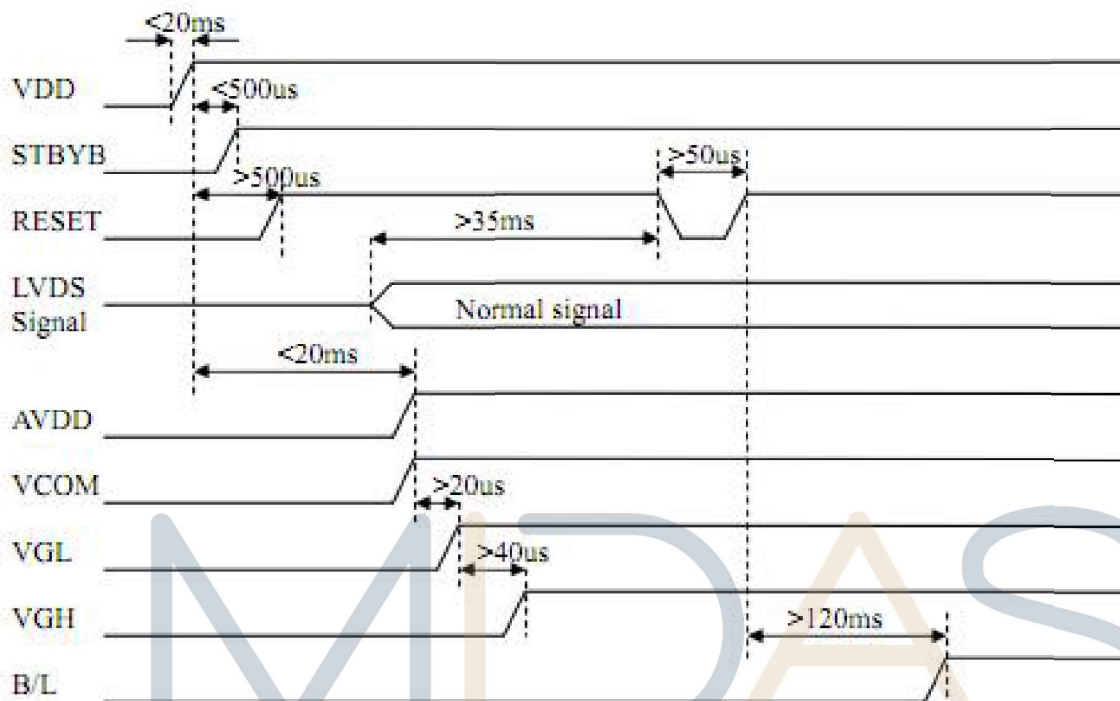 <20ms
VDD
<500us
STBYB
>500us
>50us
RESET
>35ms
LVDS
Signal
Normal signal
<20ms
AVDD
VCOM
>20us
VGL
>40us
VGH
>120ms
B/L
MIDAS